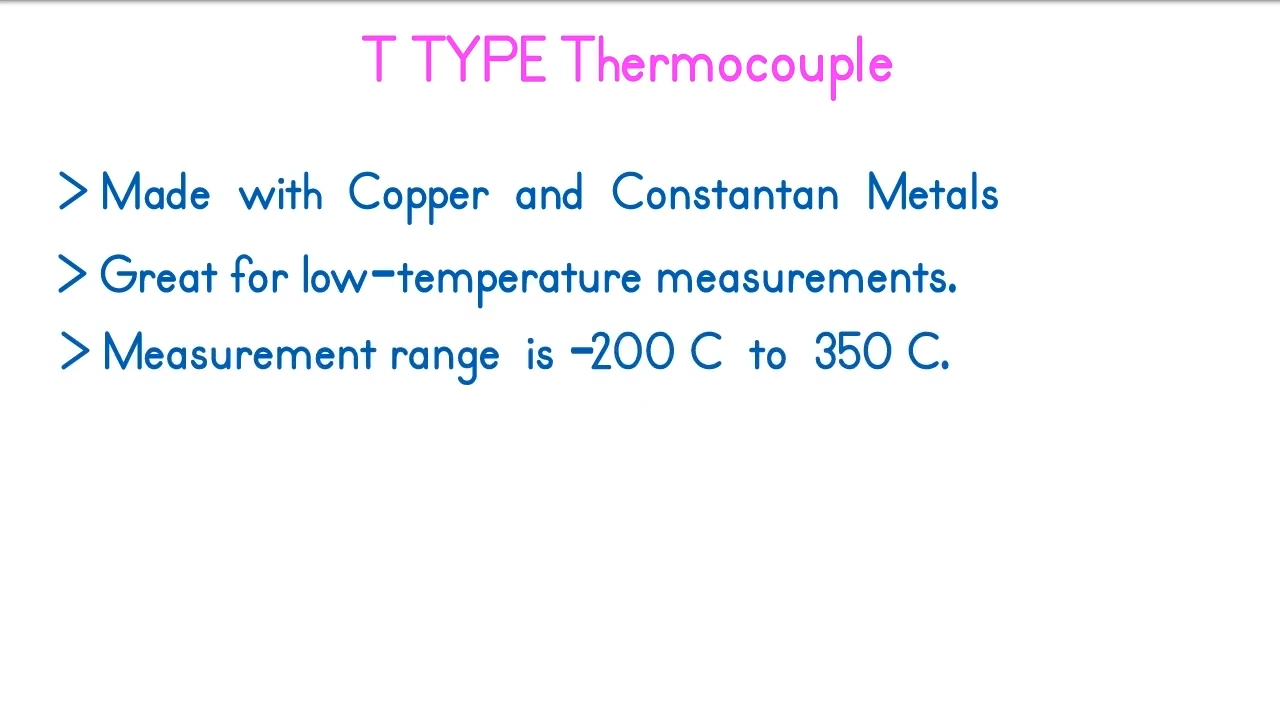 T TYPE Thermocouple
> Made with Copper and Constantan Metals
> Great for low-temperature measurements.
> Measurement range is -200 C to 350 C.